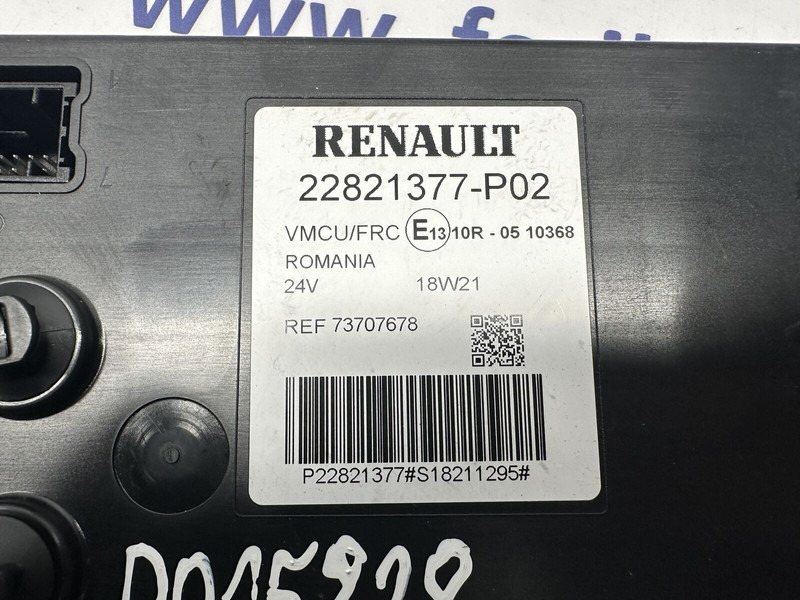 RENAULT
22821377-P02
VMCU/FRC E13 10R - 05 10368
ROMANIA
24V 18W21
REF 73707678
P22821377#S18211295#